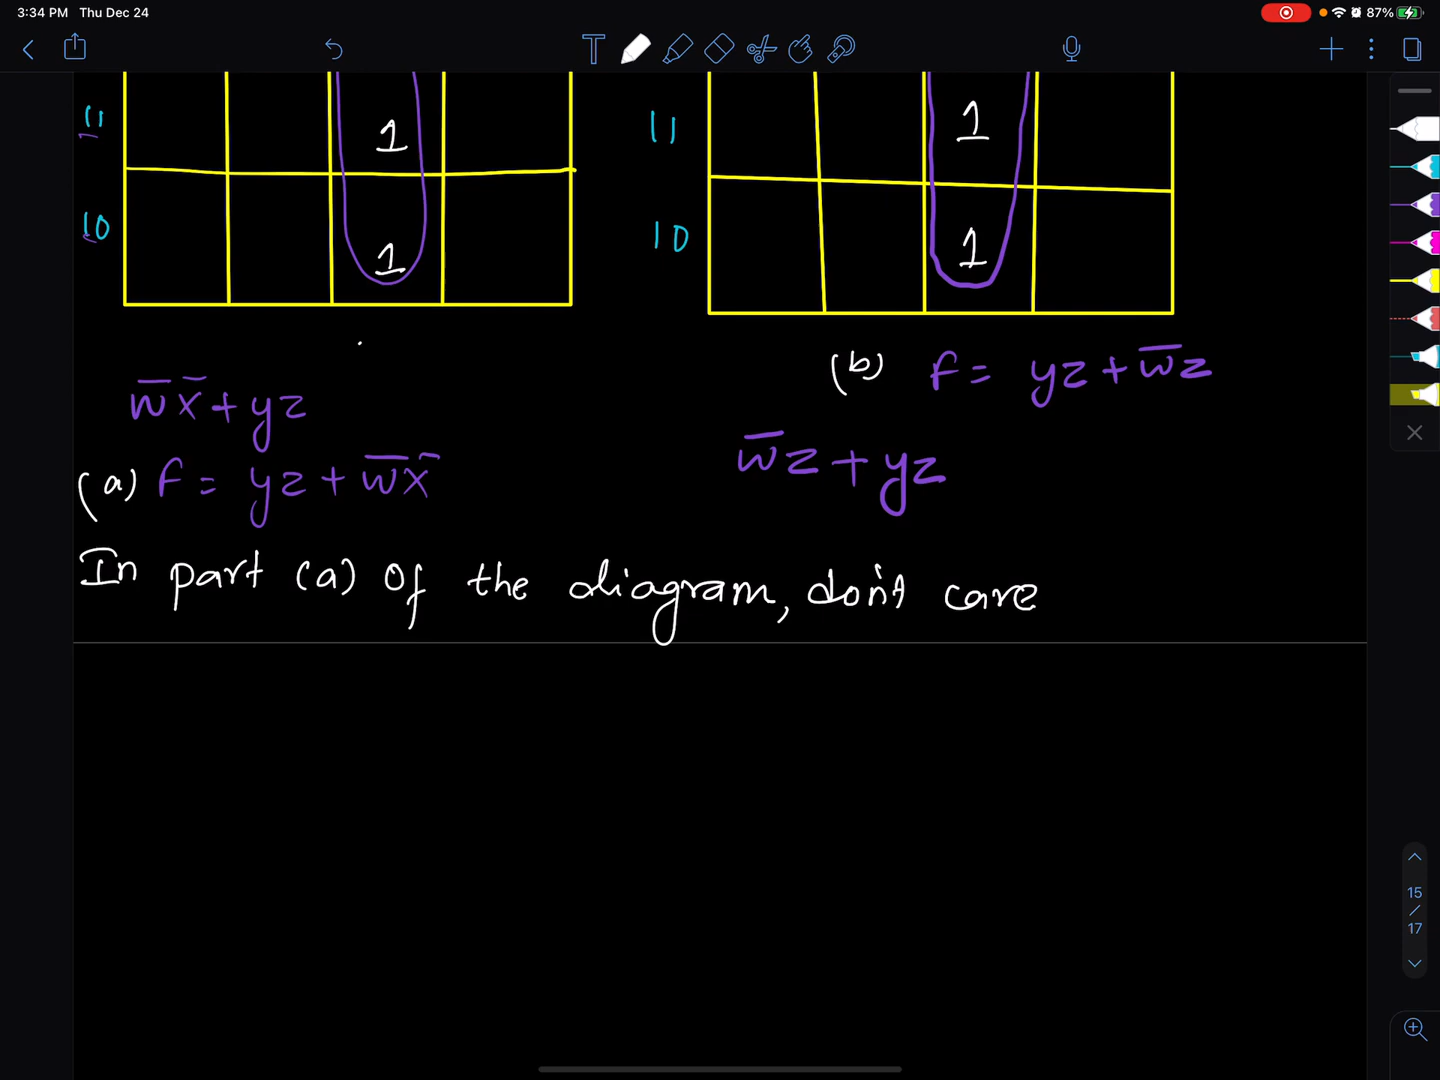 3:34 PM Thu Dec 24
87%
11 1 11 1
10 1 10 1
(b) f = yz + w̅z
w̅x̅ + yz
w̅z + yz
(a) f = yz + w̅x̅
In part (a) Of the diagram, don't care
15
/
17